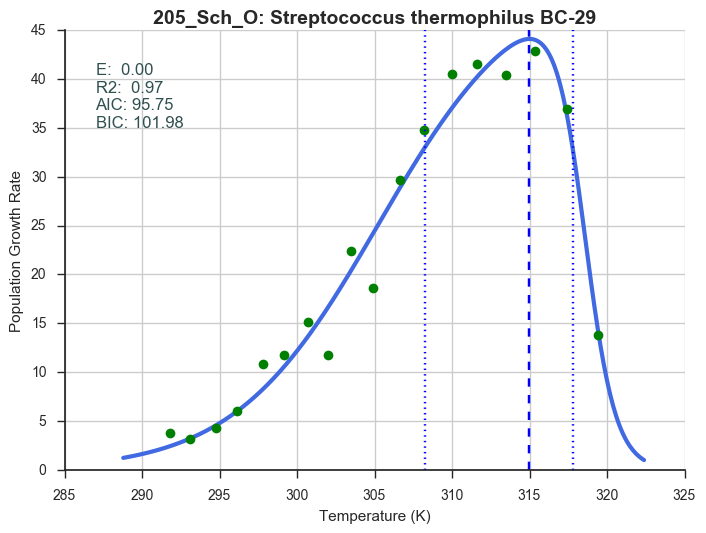 205_Sch_O: Streptococcus thermophilus BC-29
E:  0.00
R2:  0.97
AIC: 95.75
BIC: 101.98
Population Growth Rate
45
40
35
30
25
20
15
10
5
0
285 290 295 300 305 310 315 320 325
Temperature (K)